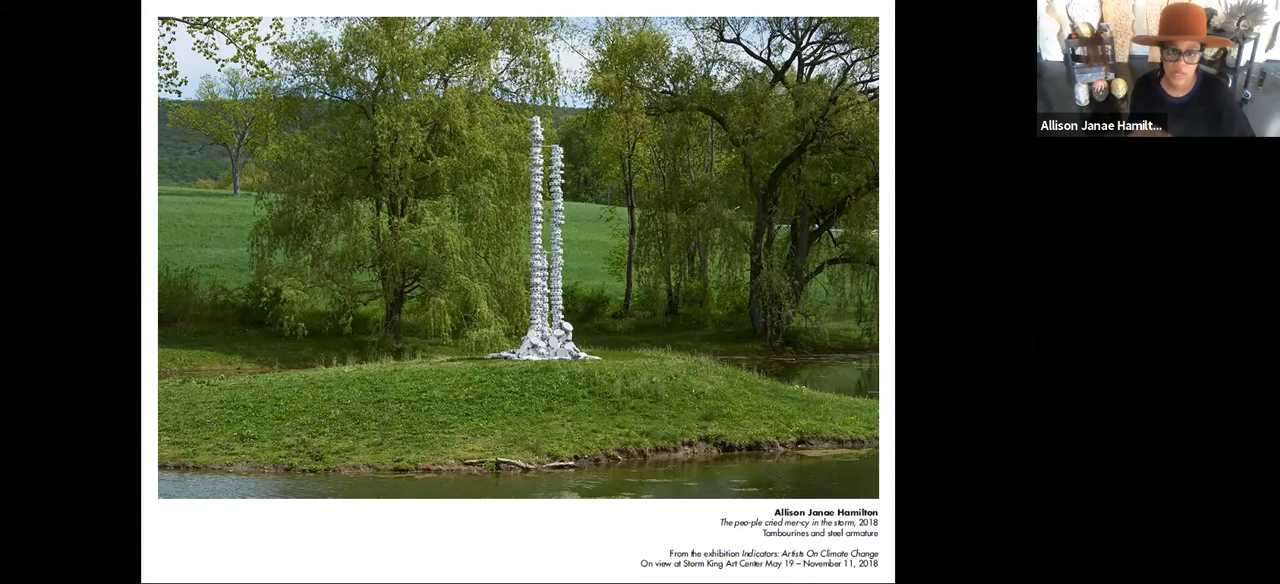 Allison Janae Hamilt...
Allison Janae Hamilton
The peo-ple cried mer-cy in the storm, 2018
Tambourines and steel armature
From the exhibition Indicators: Artists On Climate Change
On view at Storm King Art Center May 19 – November 11, 2018